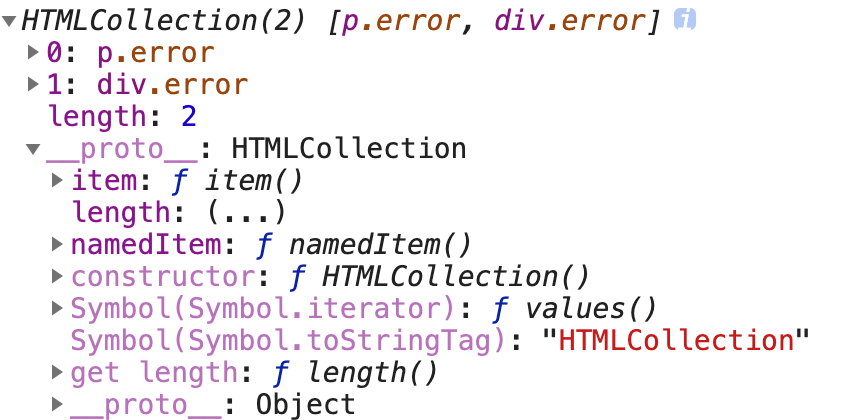 HTMLCollection(2) [p.error, div.error] i
0: p.error
1: div.error
length: 2
__proto__: HTMLCollection
item: ƒ item()
length: (...)
namedItem: ƒ namedItem()
constructor: ƒ HTMLCollection()
Symbol(Symbol.iterator): ƒ values()
Symbol(Symbol.toStringTag): "HTMLCollection"
get length: ƒ length()
__proto__: Object